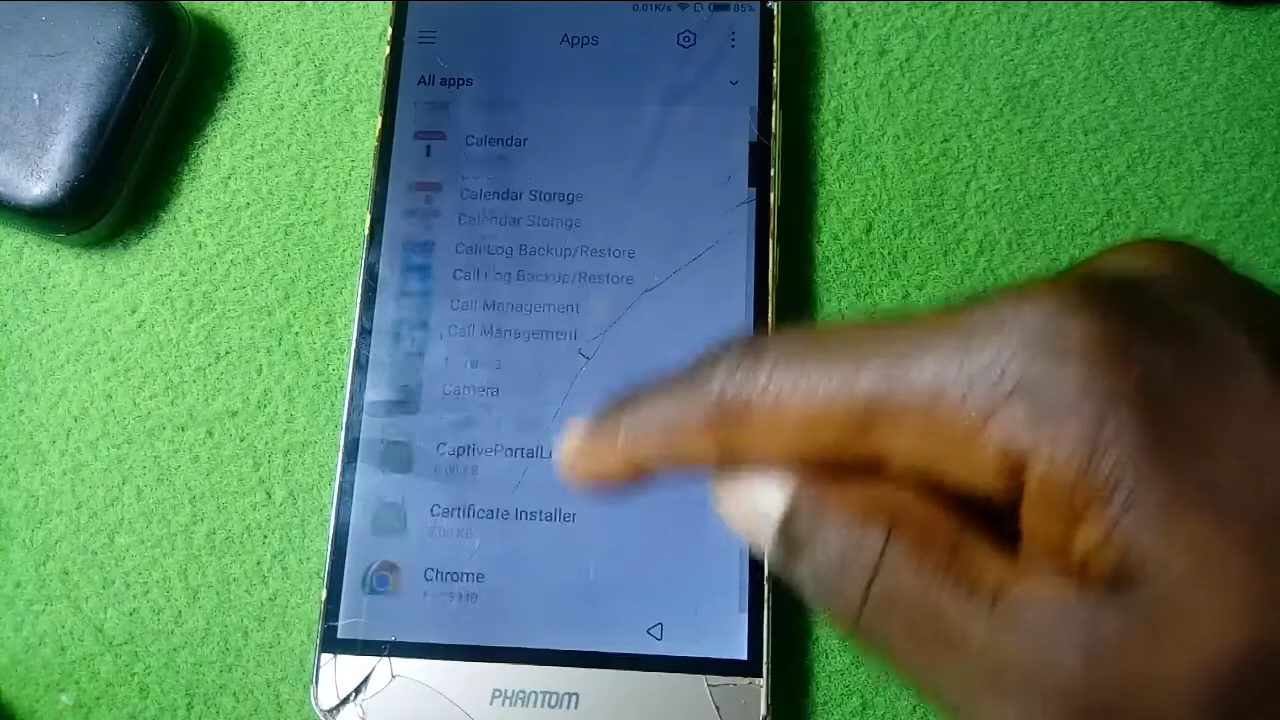 0.01K/s 85%
Apps
All apps
Calendar
Calendar Storage
Calendar Storage
Call Log Backup/Restore
Call Log Backup/Restore
Call Management
Call Management
Camera
CaptivePortalL
Certificate Installer
Chrome
PHANTOM